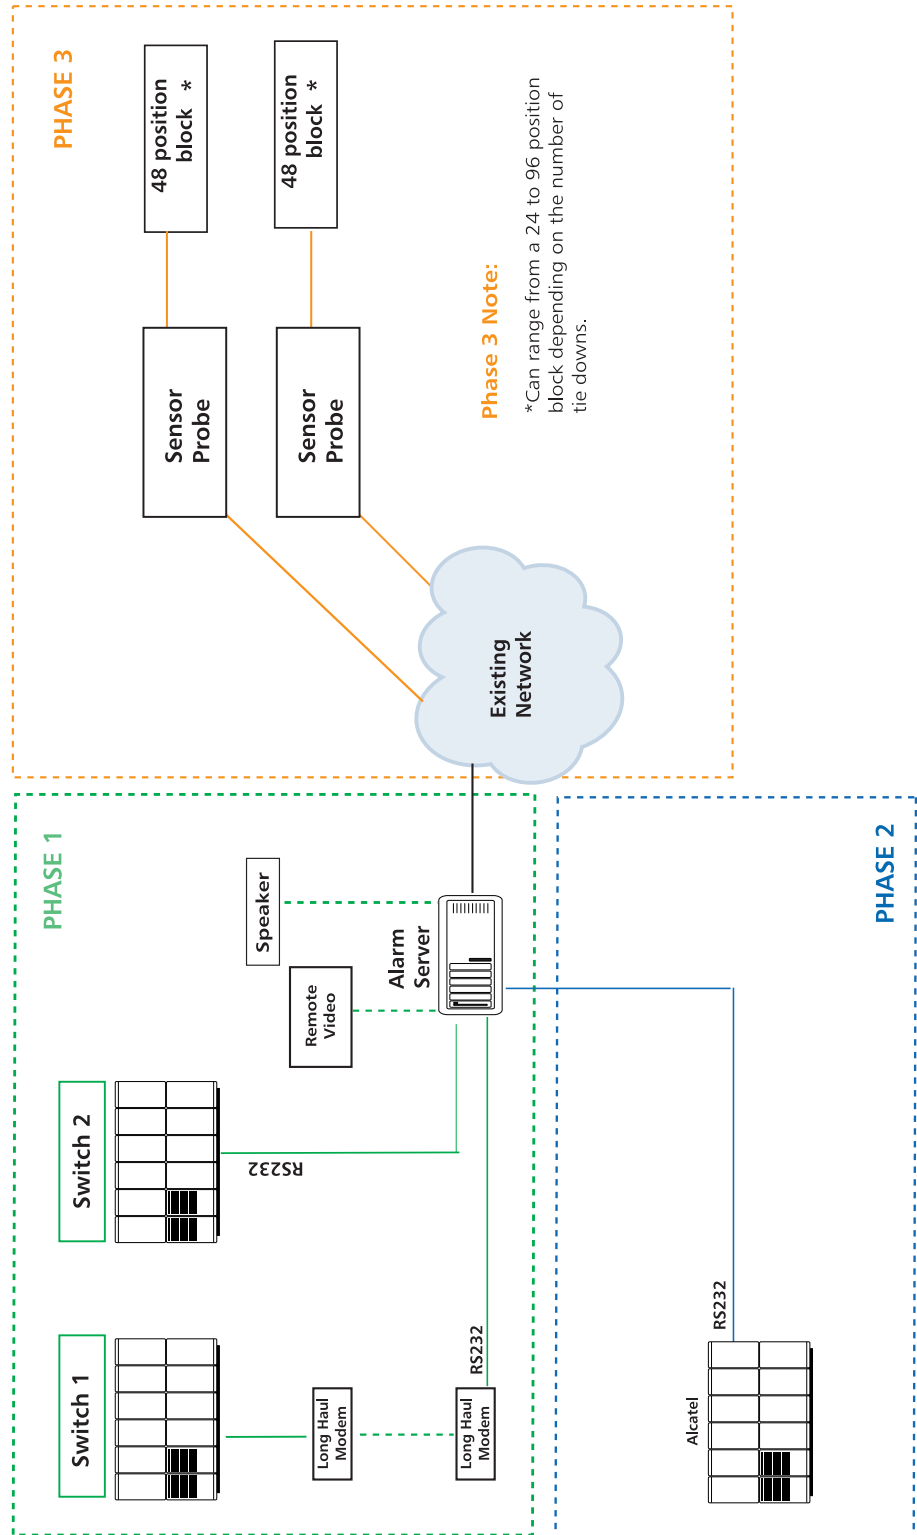 PHASE 1
Switch 1
Switch 2
Long Haul
Modem
Long Haul
Modem
RS232
RS232
Remote
Video
Speaker
Alarm
Server
PHASE 2
Alcatel
RS232
PHASE 3
Existing
Network
Sensor
Probe
Sensor
Probe
48 position
block *
48 position
block *
Phase 3 Note:
*Can range from a 24 to 96 position
block depending on the number of
tie downs.